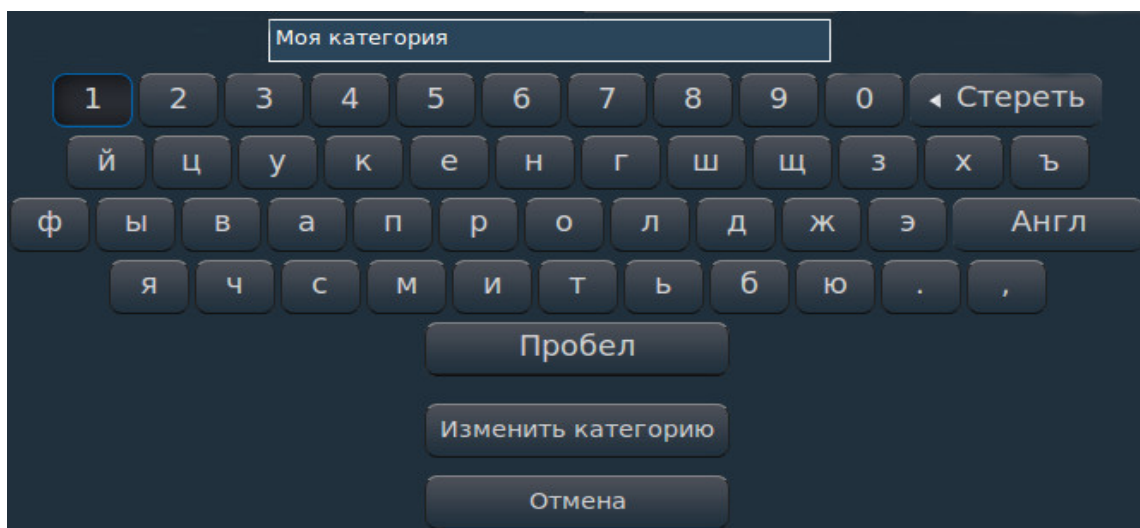 Моя категория
1 2 3 4 5 6 7 8 9 0 ◂ Стереть
й ц у к е н г ш щ з х ъ
ф ы в а п р о л д ж э Англ
я ч с м и т ь б ю . ,
Пробел
Изменить категорию
Отмена